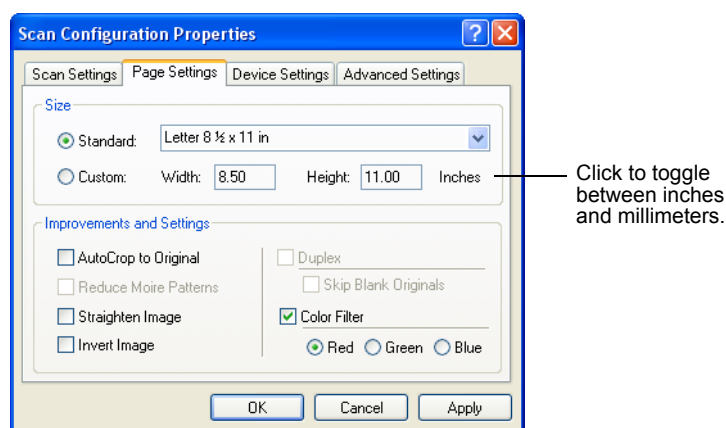 Scan Configuration Properties
Scan Settings Page Settings Device Settings Advanced Settings
Size
Standard: Letter 8 ½ x 11 in
Custom: Width: 8.50 Height: 11.00 Inches
Click to toggle
between inches
and millimeters.
Improvements and Settings
AutoCrop to Original
Reduce Moire Patterns
Straighten Image
Invert Image
Duplex
Skip Blank Originals
Color Filter
Red Green Blue
OK Cancel Apply